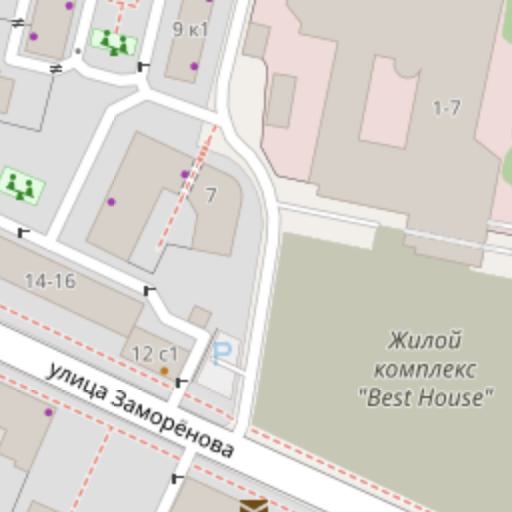 9 к1
1-7
7
14-16
P
12 с1
Жилой
комплекс
"Best House"
улица Заморёнова